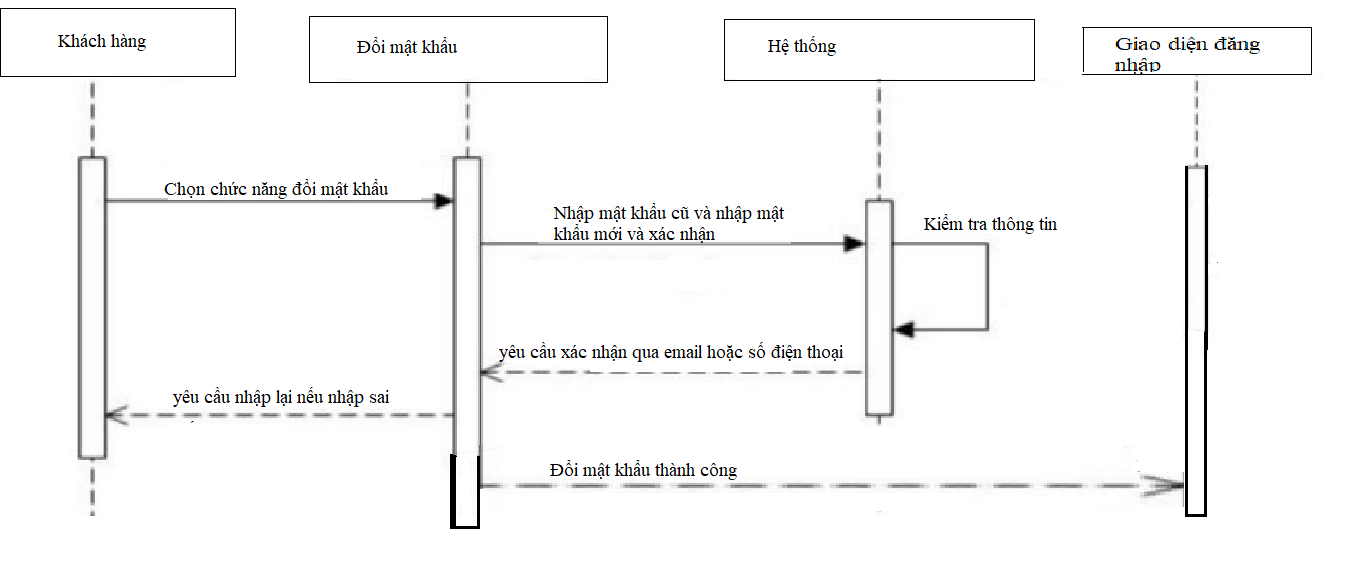 Khách hàng
Đổi mật khẩu
Hệ thống
Giao diện đăng
nhập
Chọn chức năng đổi mật khẩu
Nhập mật khẩu cũ và nhập mật
khẩu mới và xác nhận
Kiểm tra thông tin
yêu cầu xác nhận qua email hoặc số điện thoại
yêu cầu nhập lại nếu nhập sai
Đổi mật khẩu thành công